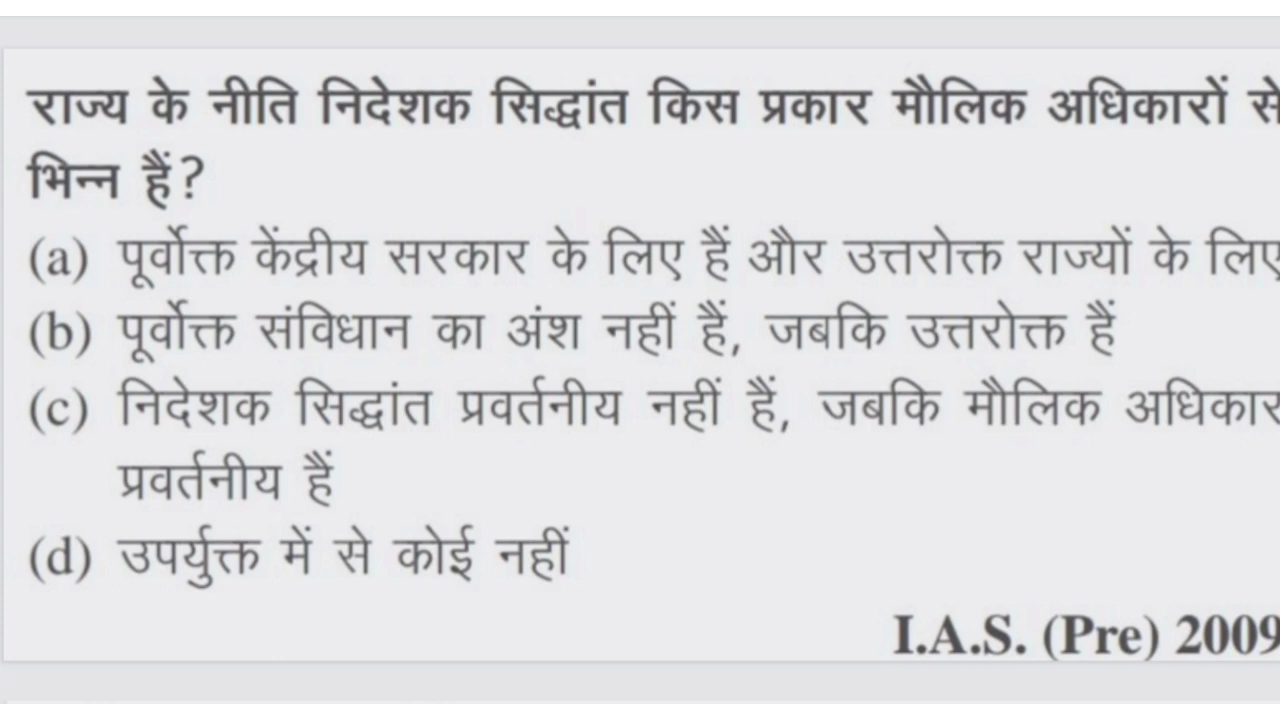 राज्य के नीति निदेशक सिद्धांत किस प्रकार मौलिक अधिकारों से
भिन्न हैं?
(a) पूर्वोक्त केंद्रीय सरकार के लिए हैं और उत्तरोक्त राज्यों के लिए
(b) पूर्वोक्त संविधान का अंश नहीं हैं, जबकि उत्तरोक्त हैं
(c) निदेशक सिद्धांत प्रवर्तनीय नहीं हैं, जबकि मौलिक अधिकार
प्रवर्तनीय हैं
(d) उपर्युक्त में से कोई नहीं
I.A.S. (Pre) 2009